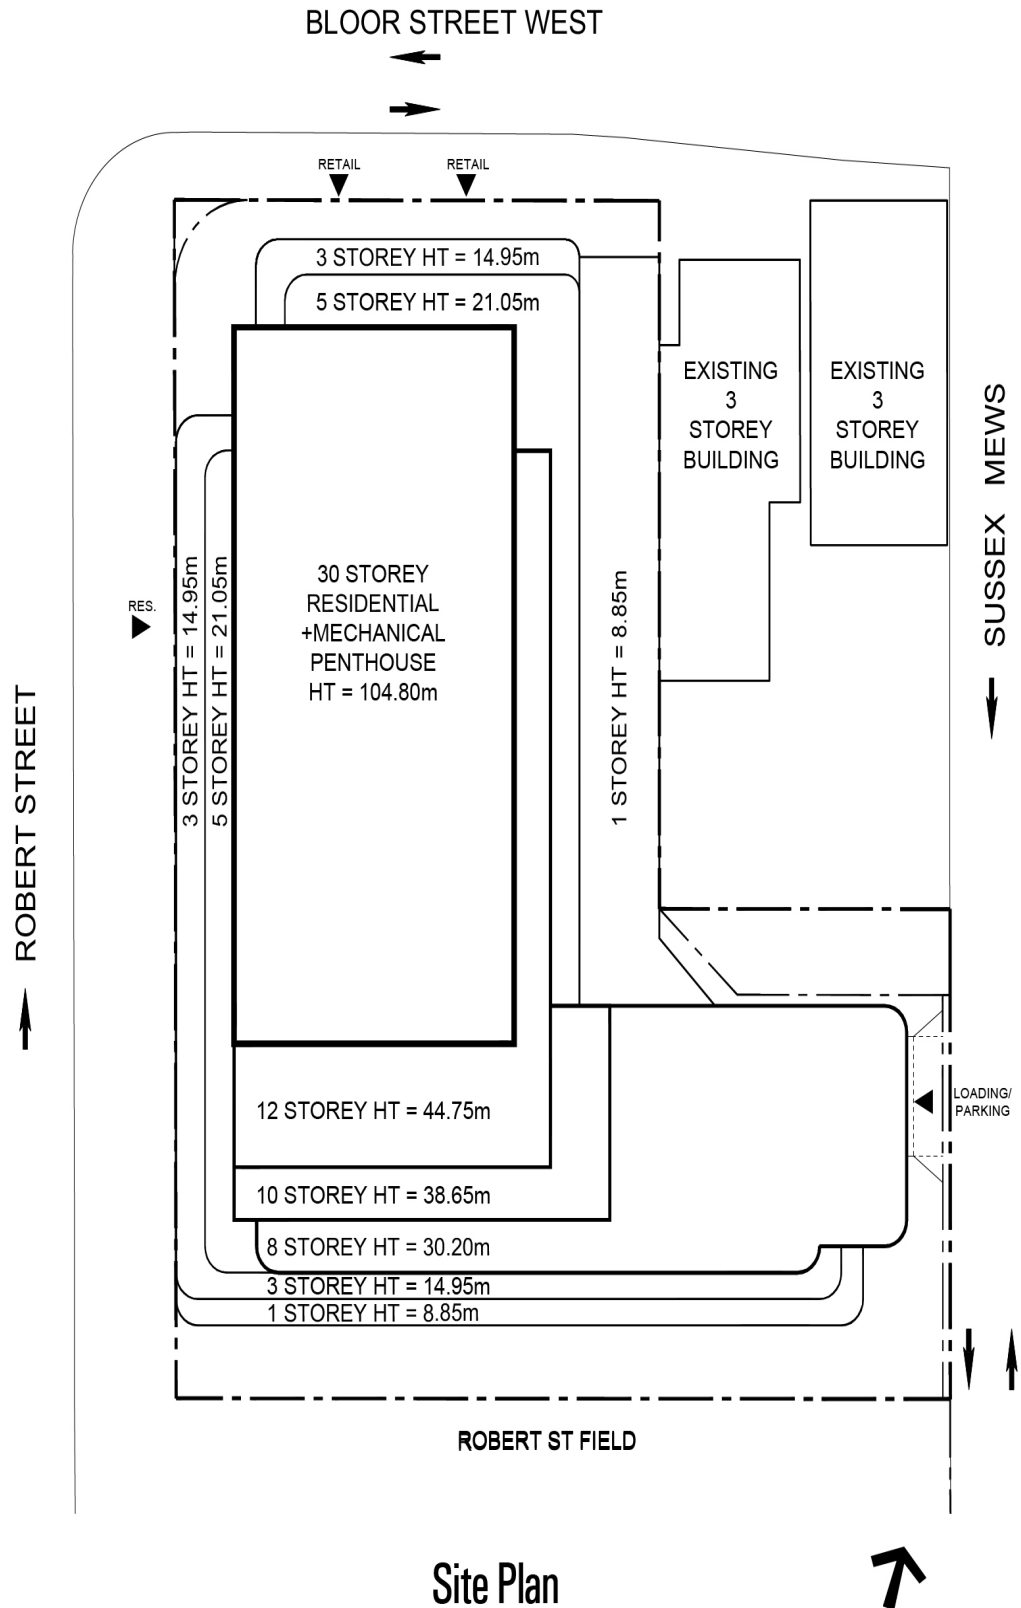 BLOOR STREET WEST
RETAIL
RETAIL
3 STOREY HT = 14.95m
5 STOREY HT = 21.05m
EXISTING
3
STOREY
BUILDING
EXISTING
3
STOREY
BUILDING
SUSSEX MEWS
30 STOREY
RESIDENTIAL
+MECHANICAL
PENTHOUSE
HT = 104.80m
RES.
3 STOREY HT = 14.95m
5 STOREY HT = 21.05m
1 STOREY HT = 8.85m
ROBERT STREET
LOADING/
PARKING
12 STOREY HT = 44.75m
10 STOREY HT = 38.65m
8 STOREY HT = 30.20m
3 STOREY HT = 14.95m
1 STOREY HT = 8.85m
ROBERT ST FIELD
Site Plan